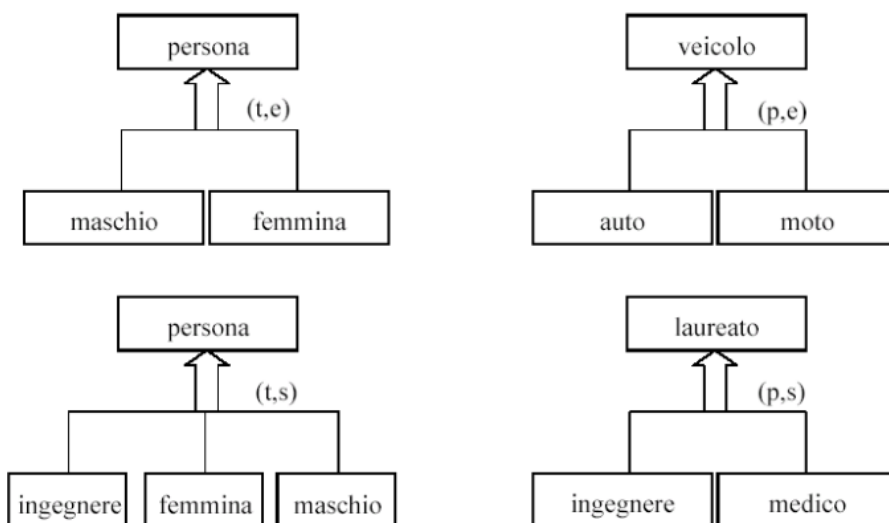 persona
veicolo
(t,e)
(p,e)
maschio
femmina
auto
moto
persona
laureato
(t,s)
(p,s)
ingegnere
femmina
maschio
ingegnere
medico